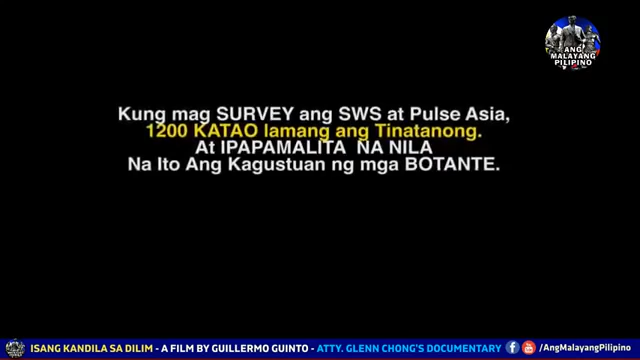 ANG
MALAYANG
PILIPINO
Kung mag SURVEY ang SWS at Pulse Asia,
1200 KATAO lamang ang Tinatanong.
At IPAPAMALITA NA NILA
Na Ito Ang Kagustuan ng mga BOTANTE.
ISANG KANDILA SA DILIM - A FILM BY GUILLERMO GUINTO - ATTY. GLENN CHONG'S DOCUMENTARY /AngMalayangPilipino